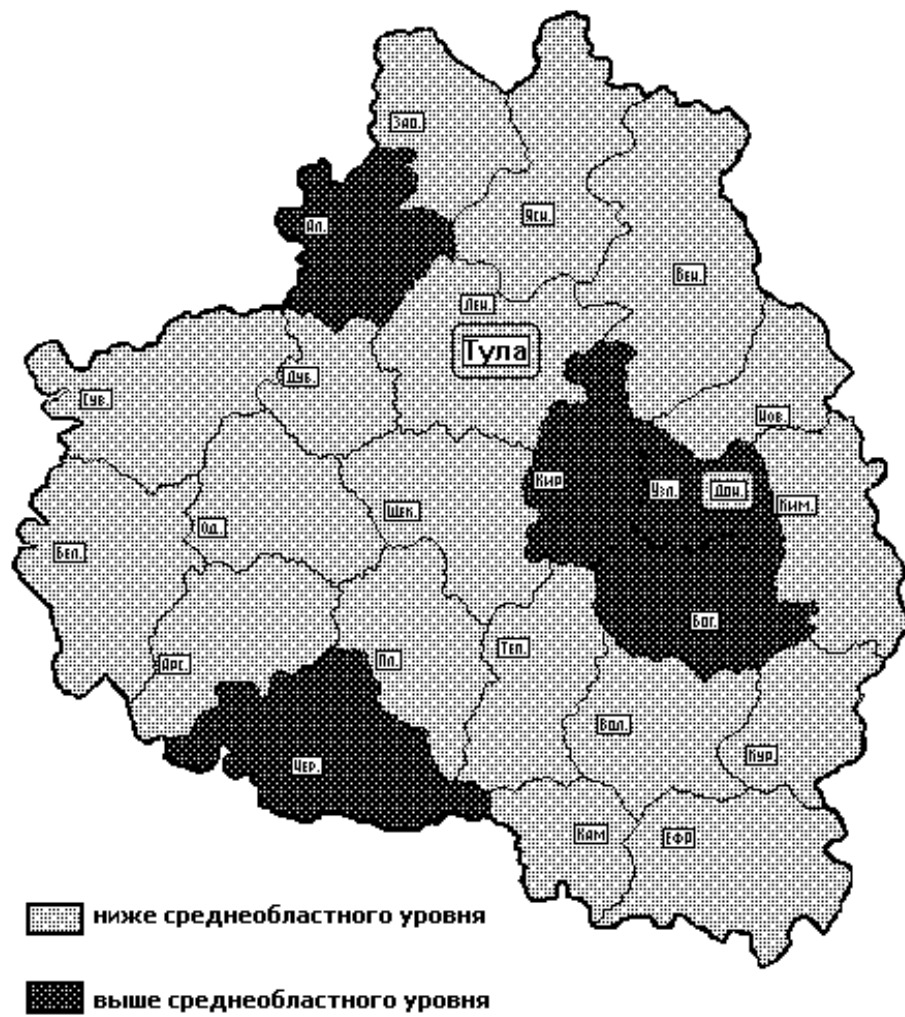 Зао.
Ясн.
Ал.
Вен.
Лен.
Тула
Дуб.
Сув.
Нов.
Кир
Узл.
Дон.
Ким.
Щек.
Од.
Бел.
Бог.
Теп.
Пл.
Арс.
Вол.
Кур.
Чер.
Кам
ЕФР
ниже среднеобластного уровня
выше среднеобластного уровня